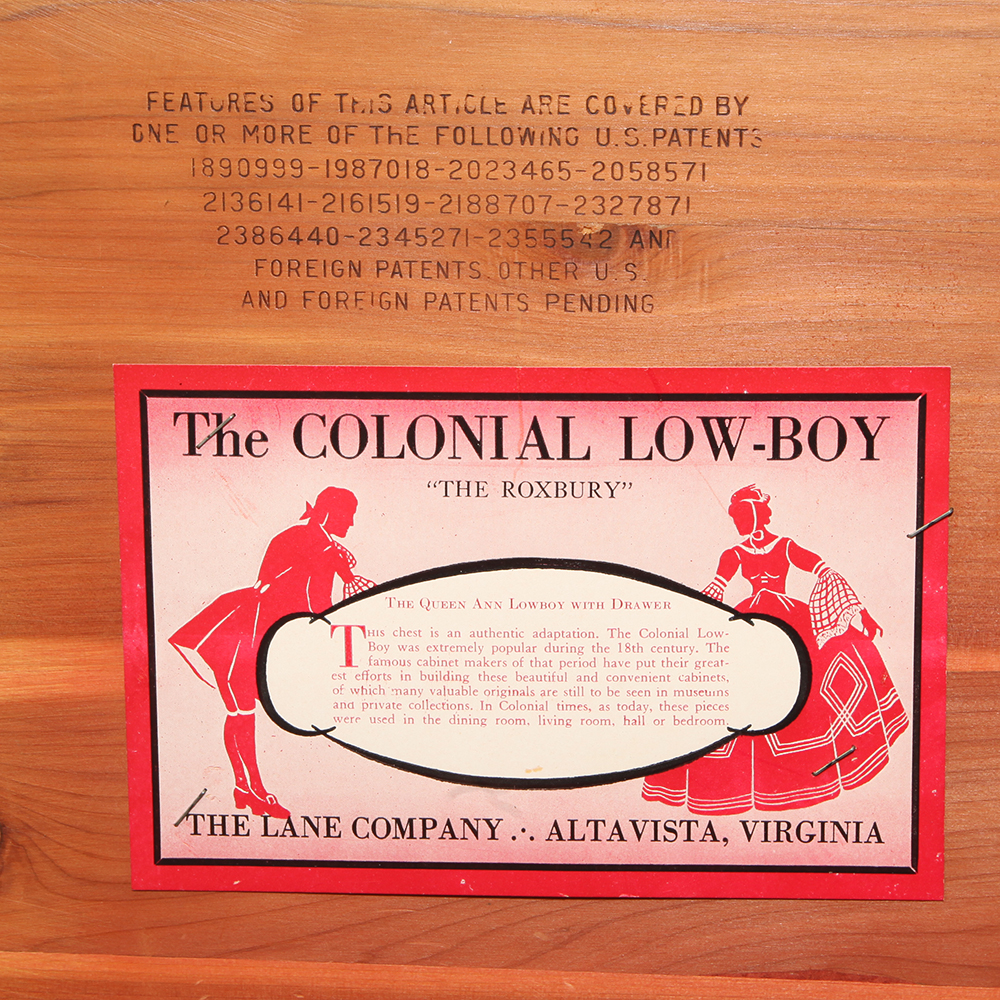 FEATURES OF THIS ARTICLE ARE COVERED BY
ONE OR MORE OF THE FOLLOWING U.S. PATENTS
1890999-1987018-2023465-2058571
2136141-2161519-2188707-2327871
2386440-2345271-2355542 AND
FOREIGN PATENTS. OTHER U.S.
AND FOREIGN PATENTS PENDING
The COLONIAL LOW-BOY
"THE ROXBURY"
THE QUEEN ANN LOWBOY WITH DRAWER
THIS chest is an authentic adaptation. The Colonial Low-
Boy was extremely popular during the 18th century. The
famous cabinet makers of that period have put their great-
est efforts in building these beautiful and convenient cabinets,
of which many valuable originals are still to be seen in museums
and private collections. In Colonial times, as today, these pieces
were used in the dining room, living room, hall or bedroom.
THE LANE COMPANY ∴ ALTAVISTA, VIRGINIA